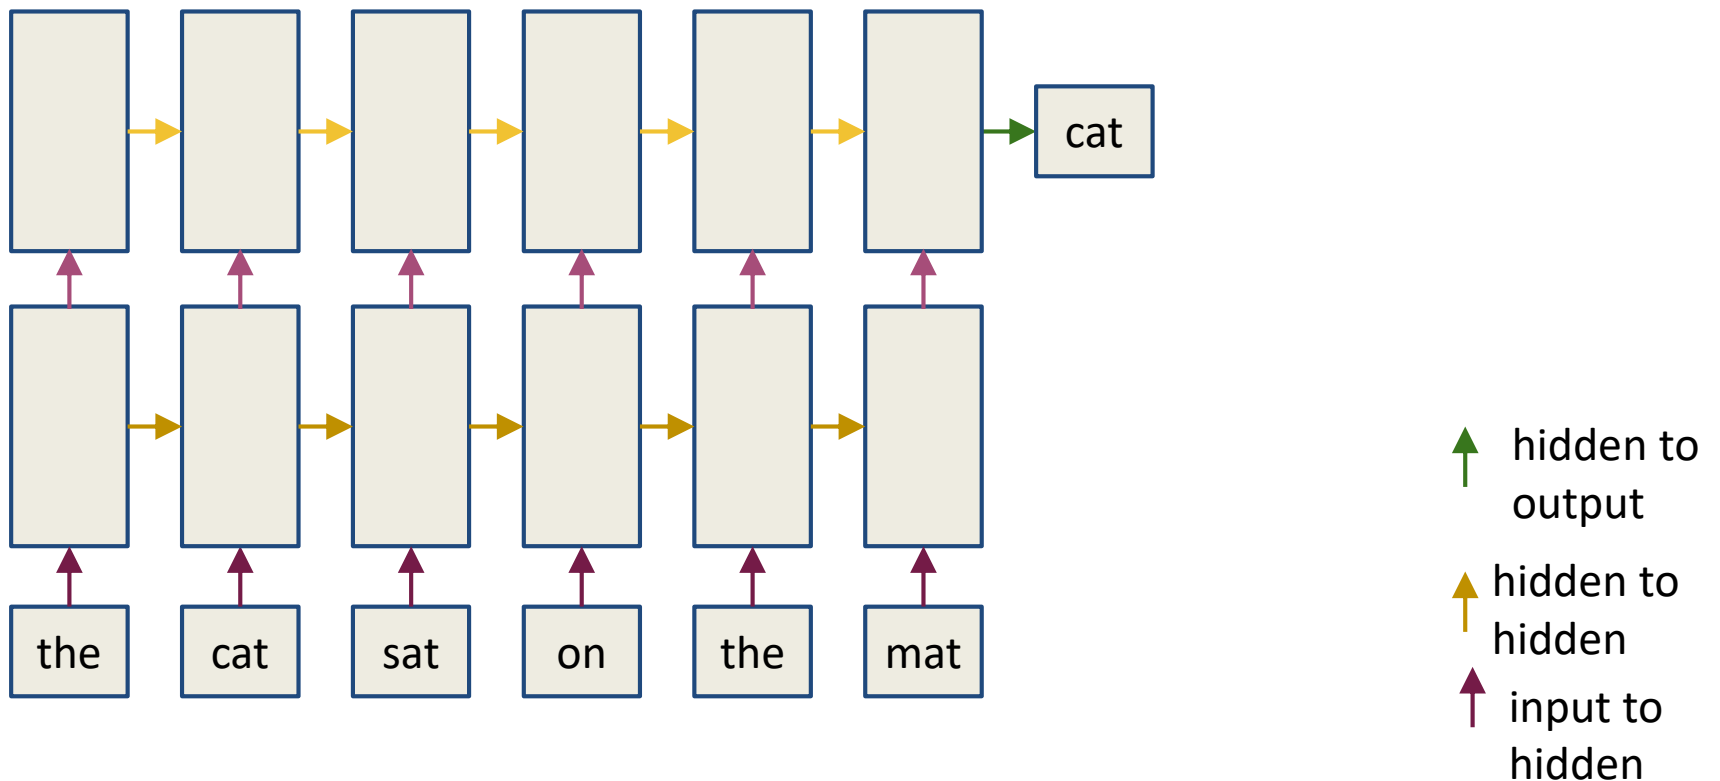 cat
hidden to
output
hidden to
hidden
the cat sat on the mat
input to
hidden